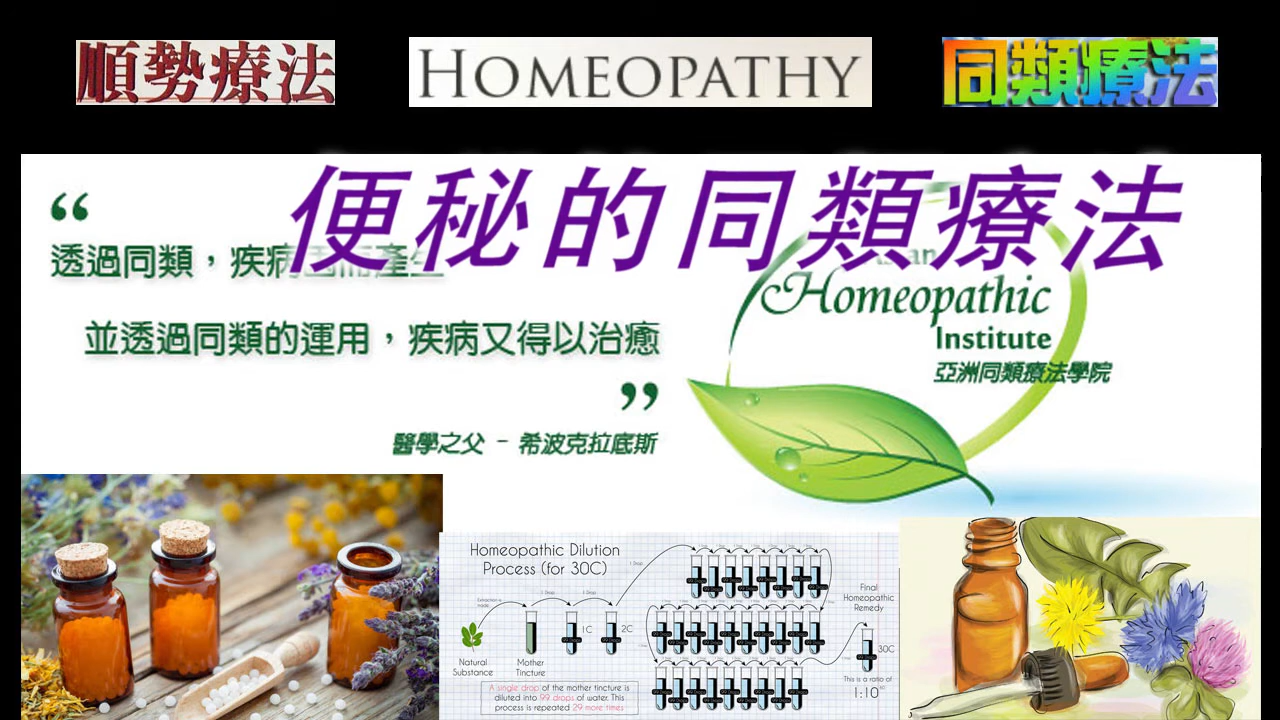 順勢療法
HOMEOPATHY
同類療法
便秘的同類療法
“
透過同類，疾病
並透過同類的運用，疾病又得以治癒
”
醫學之父 - 希波克拉底斯
Homeopathic
Institute
亞洲同類療法學院
Homeopathic Dilution
Process (for 30C)
Natural
Substance
Mother
Tincture
1C
2C
1 Drop
Final
Homeopathic
Remedy
30C
This is a ratio of
1:10
A single drop of the mother tincture is
diluted into 99 drops of water. This
process is repeated 29 more times